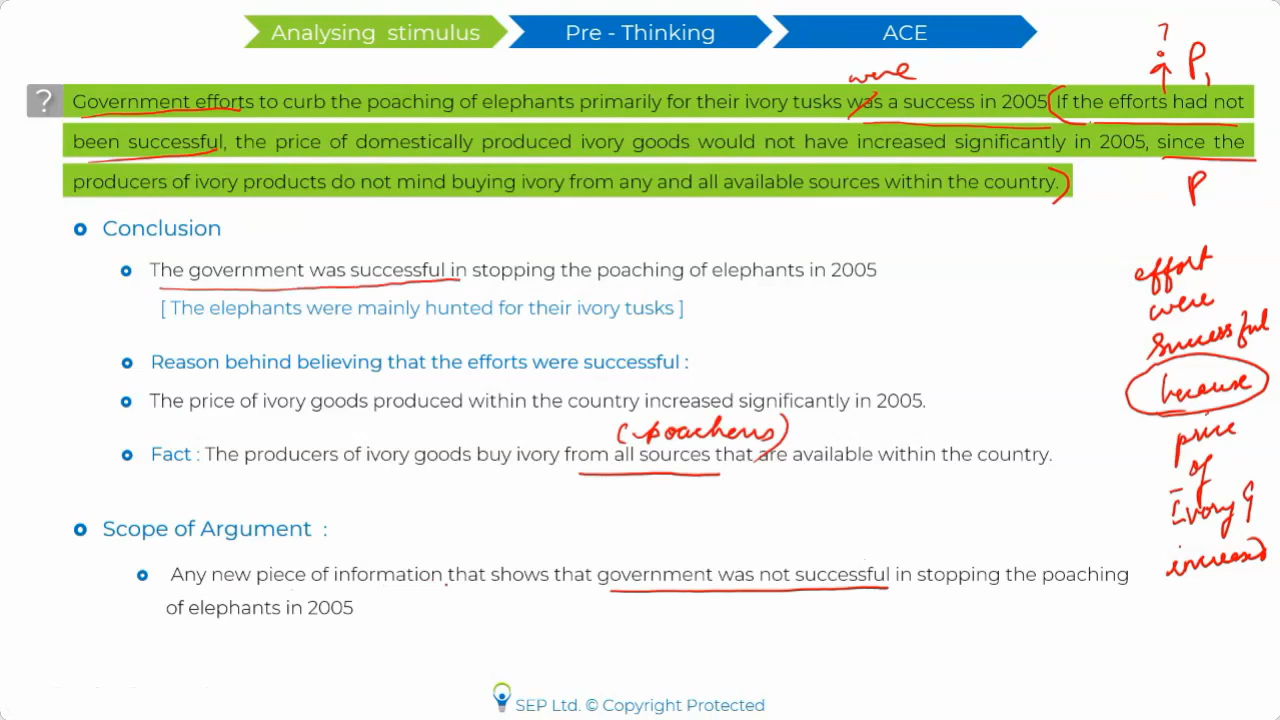 Analysing stimulus
Pre - Thinking
ACE
?
P1
were
? Government efforts to curb the poaching of elephants primarily for their ivory tusks was a success in 2005. If the efforts had not
been successful, the price of domestically produced ivory goods would not have increased significantly in 2005, since the
producers of ivory products do not mind buying ivory from any and all available sources within the country.
P
Conclusion
The government was successful in stopping the poaching of elephants in 2005
[ The elephants were mainly hunted for their ivory tusks ]
Reason behind believing that the efforts were successful :
The price of ivory goods produced within the country increased significantly in 2005.
(poachers)
Fact : The producers of ivory goods buy ivory from all sources that are available within the country.
Scope of Argument :
Any new piece of information that shows that government was not successful in stopping the poaching
of elephants in 2005
effort
were
successful
because
price
of
Ivory G
increased
SEP Ltd. © Copyright Protected